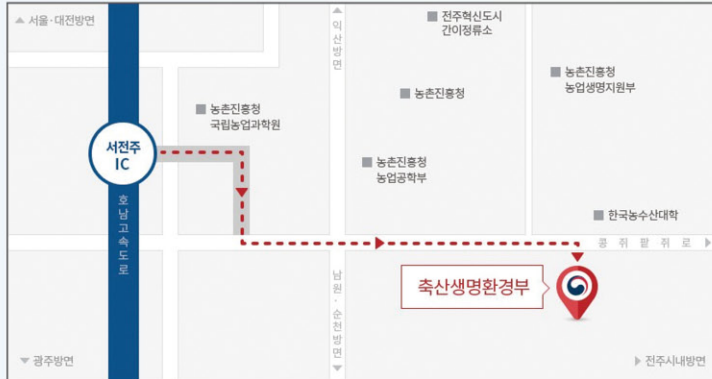 ▲ 서울·대전방면
▲ 익산방면
전주혁신도시
간이정류소
농촌진흥청
농업생명지원부
농촌진흥청
농촌진흥청
국립농업과학원
서전주
IC
농촌진흥청
농업공학부
호남고속도로
한국농수산대학
콩쥐팥쥐로 ▶
축산생명환경부
남원·순천방면 ▼
▼ 광주방면
▶ 전주시내방면